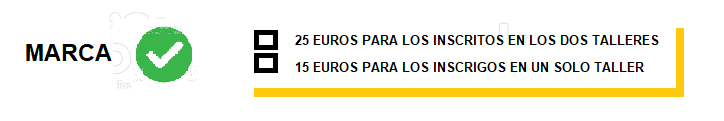 MARCA
25 EUROS PARA LOS INSCRITOS EN LOS DOS TALLERES
15 EUROS PARA LOS INSCRIGOS EN UN SOLO TALLER